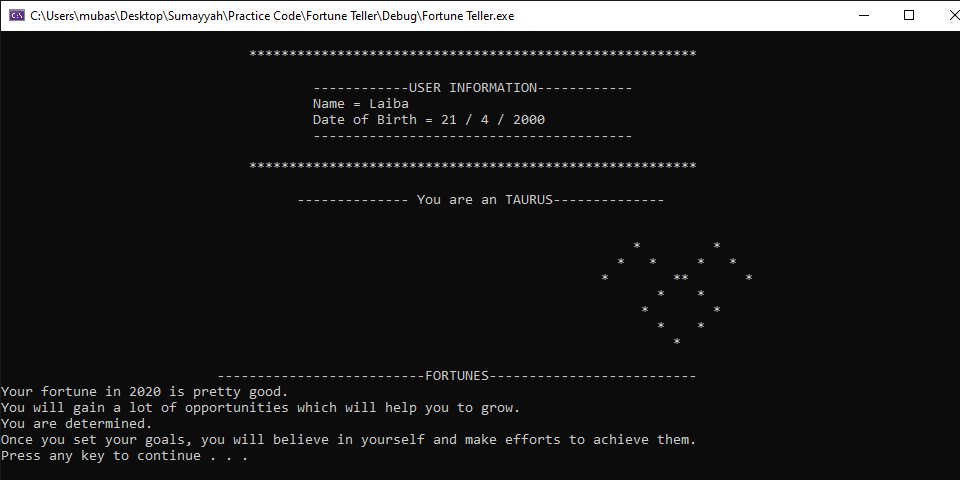 C:\Users\mubas\Desktop\Sumayyah\Practice Code\Fortune Teller\Debug\Fortune Teller.exe
********************************************************
------------USER INFORMATION------------
Name = Laiba
Date of Birth = 21 / 4 / 2000
----------------------------------------
********************************************************
-------------- You are an TAURUS--------------
* *
* * * *
* ** *
* *
* *
* *
*
--------------------------FORTUNES--------------------------
Your fortune in 2020 is pretty good.
You will gain a lot of opportunities which will help you to grow.
You are determined.
Once you set your goals, you will believe in yourself and make efforts to achieve them.
Press any key to continue . . .